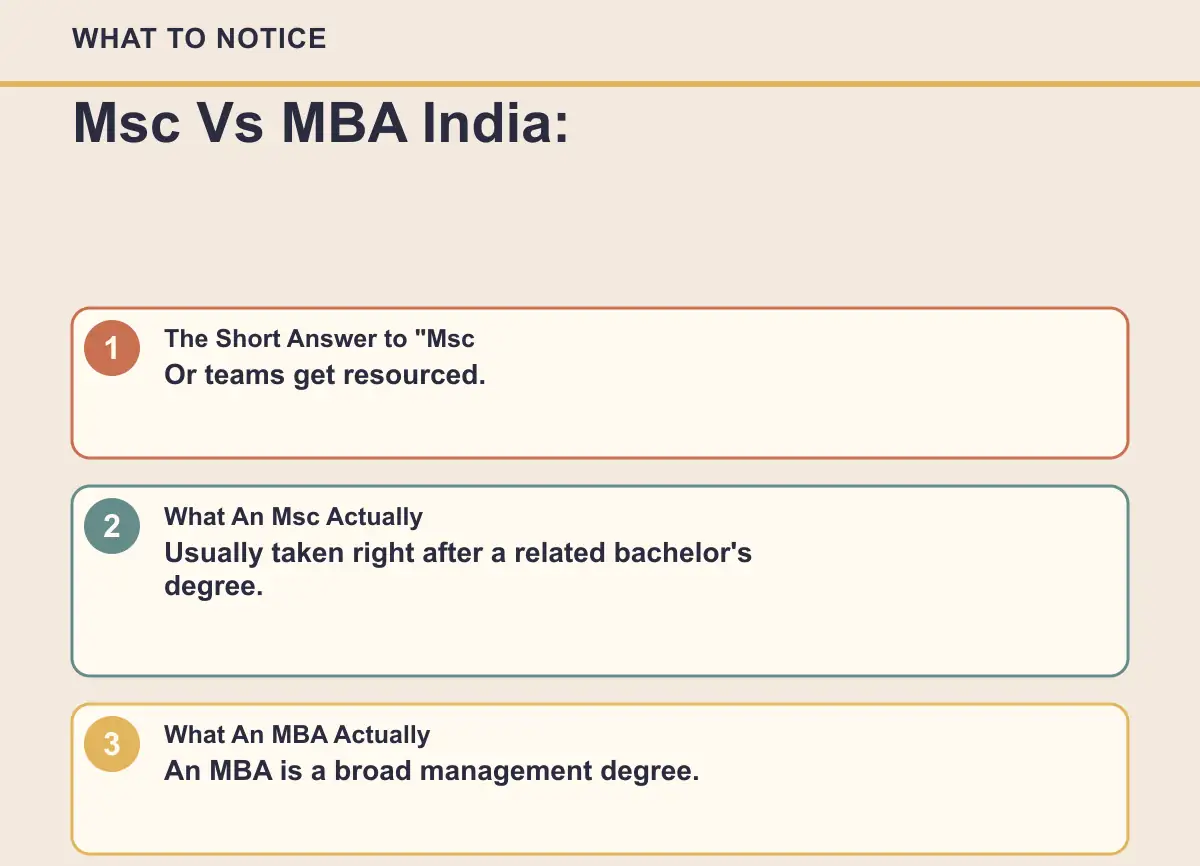 WHAT TO NOTICE
Msc Vs MBA India:
1
The Short Answer to "Msc
Or teams get resourced.
2
What An Msc Actually
Usually taken right after a related bachelor's
degree.
3
What An MBA Actually
An MBA is a broad management degree.